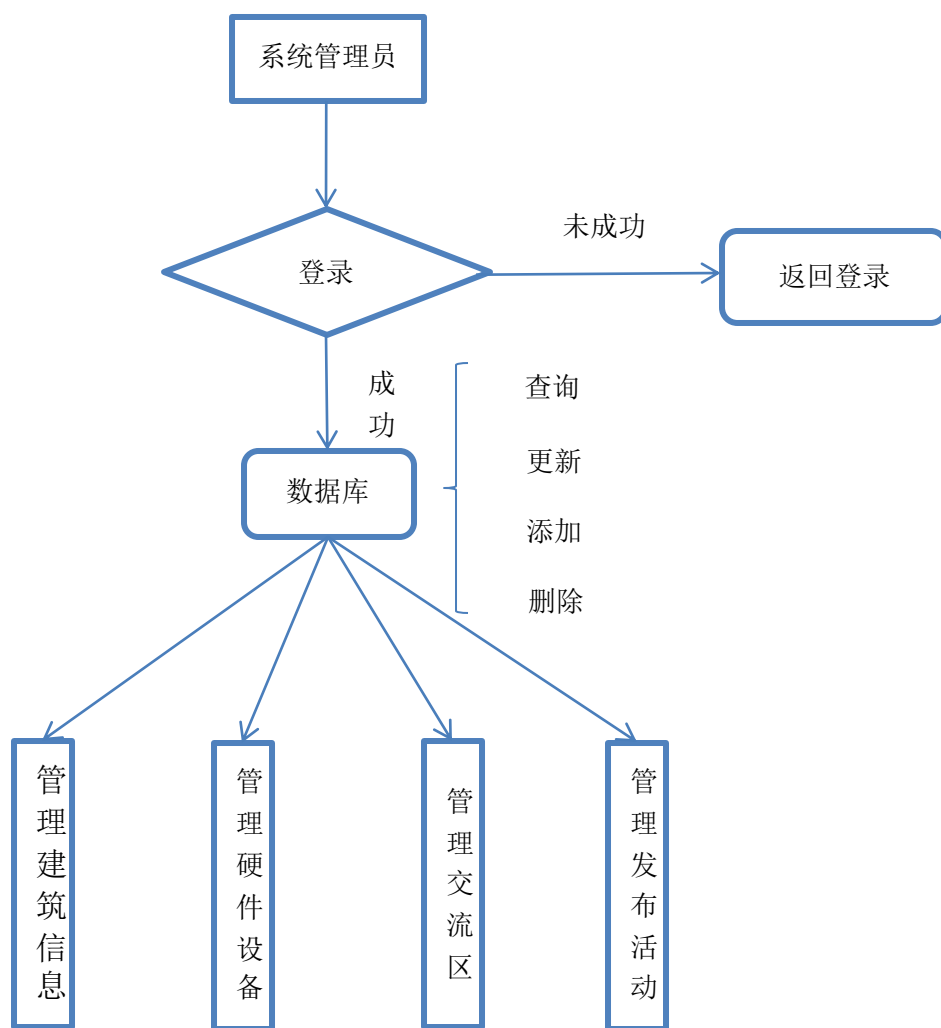 系统管理员
登录
未成功
返回登录
成功
数据库
查询
更新
添加
删除
管理建筑信息
管理硬件设备
管理交流区
管理发布活动